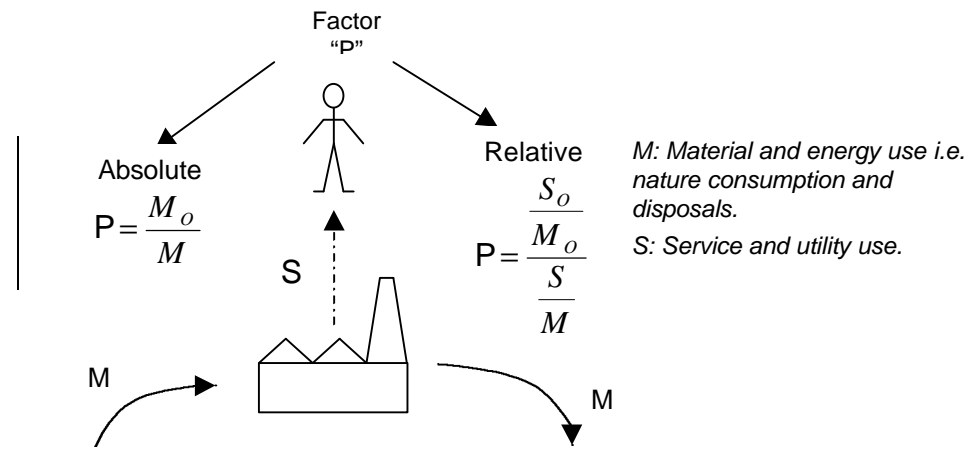 Factor
“P”
Absolute
P = M_O / M
Relative
P = (S_O / M_O) / (S / M)
M: Material and energy use i.e.
nature consumption and
disposals.
S: Service and utility use.
S
M
M